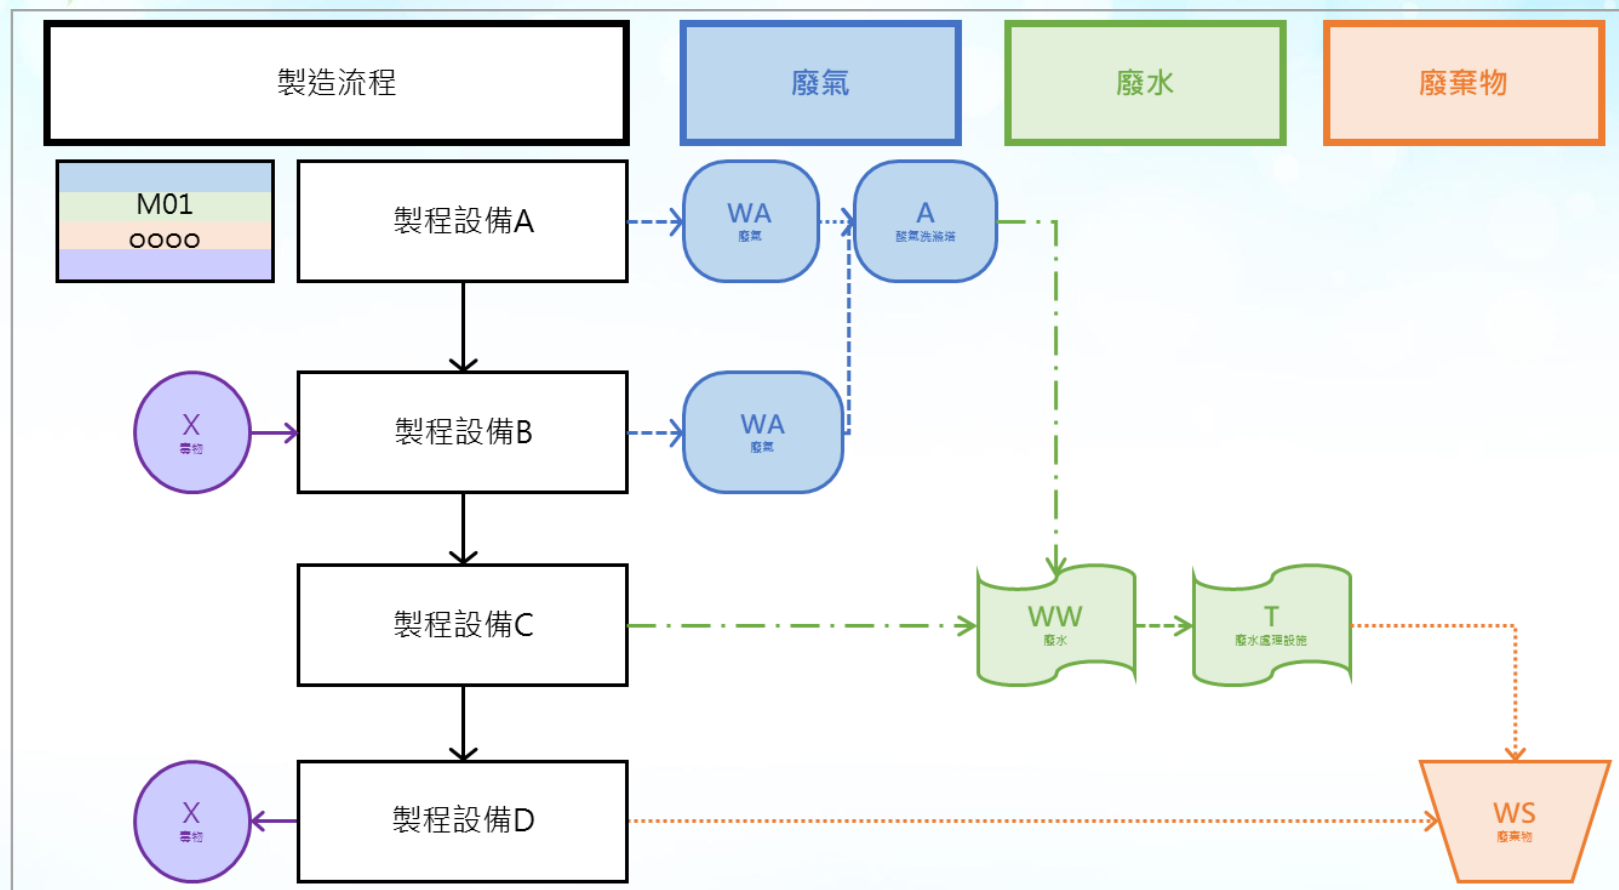 製造流程
廢氣
廢水
廢棄物
M01
oooo
製程設備A
WA
廢氣
A
酸氣洗滌塔
X
毒物
製程設備B
WA
廢氣
製程設備C
WW
廢水
T
廢水處理設施
X
毒物
製程設備D
WS
廢棄物